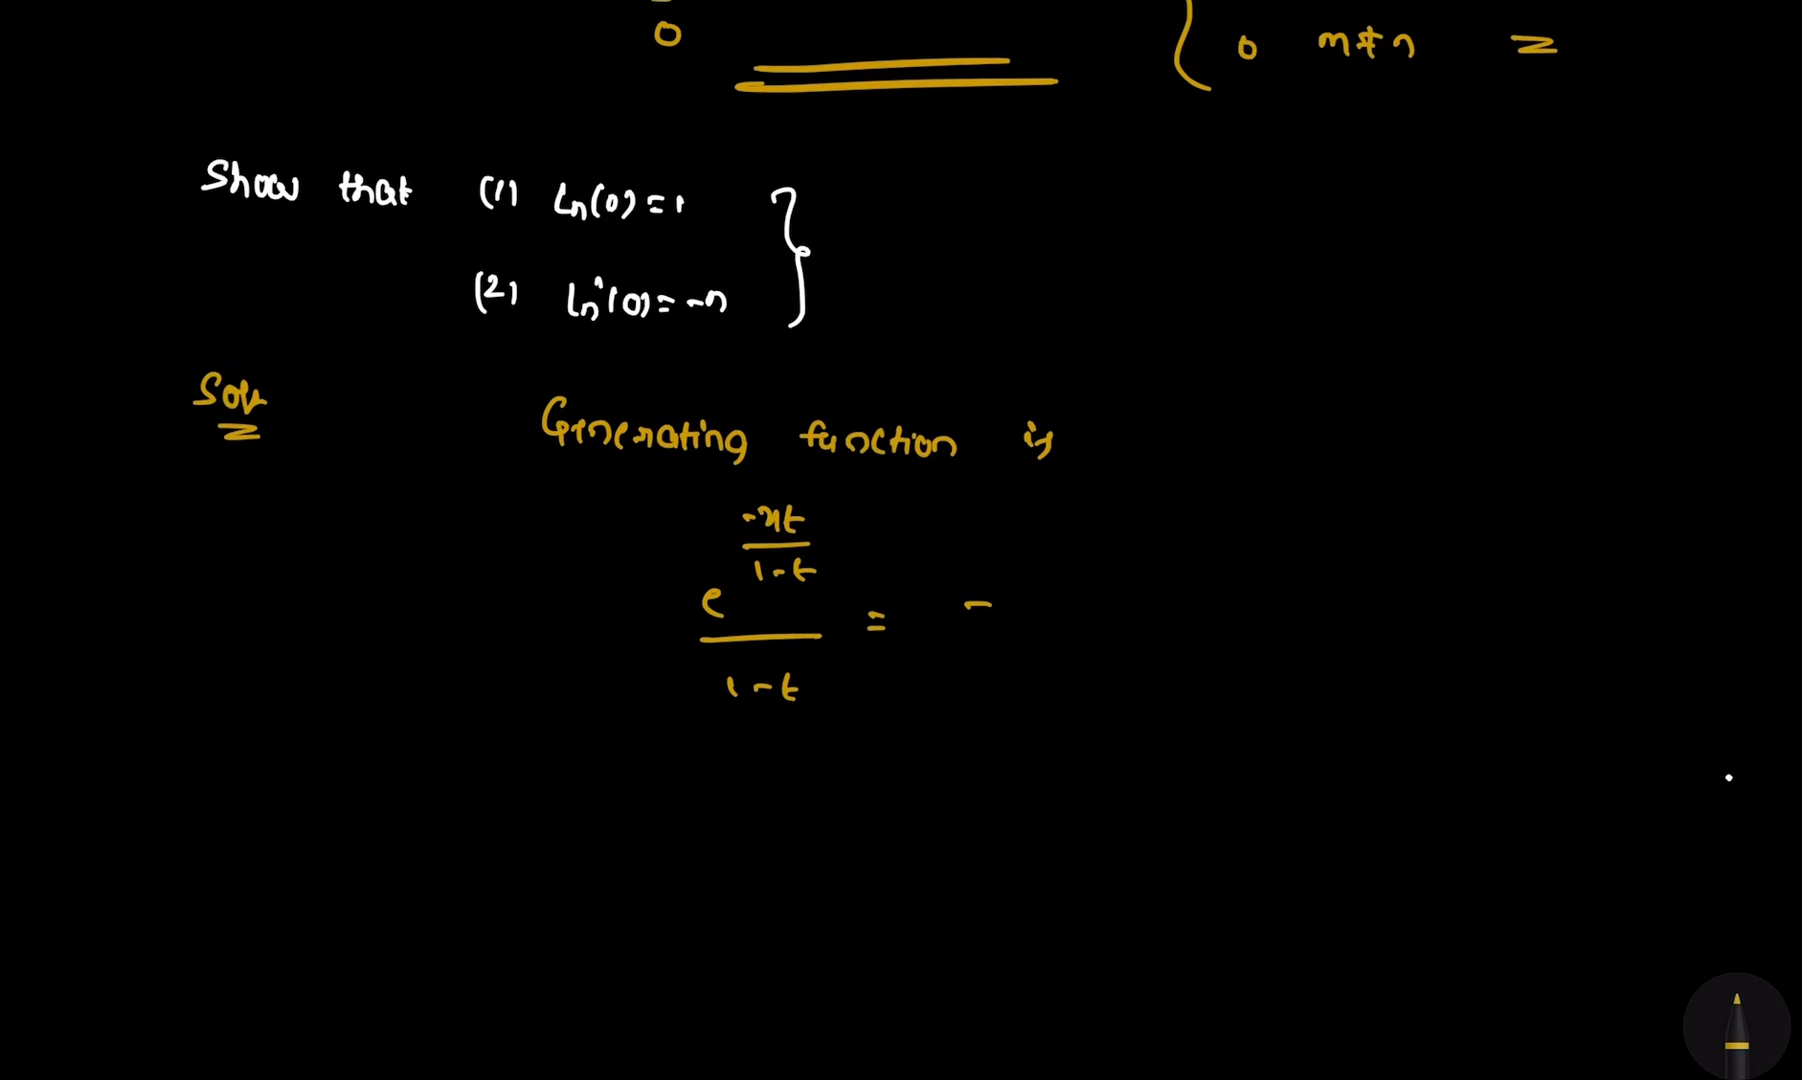 0
0 m≠n =
Show that (1) Ln(0)=1
(2) Ln'(0)=-n
Sol
Generating function is
e^(-xt/(1-t)) / (1-t) = -